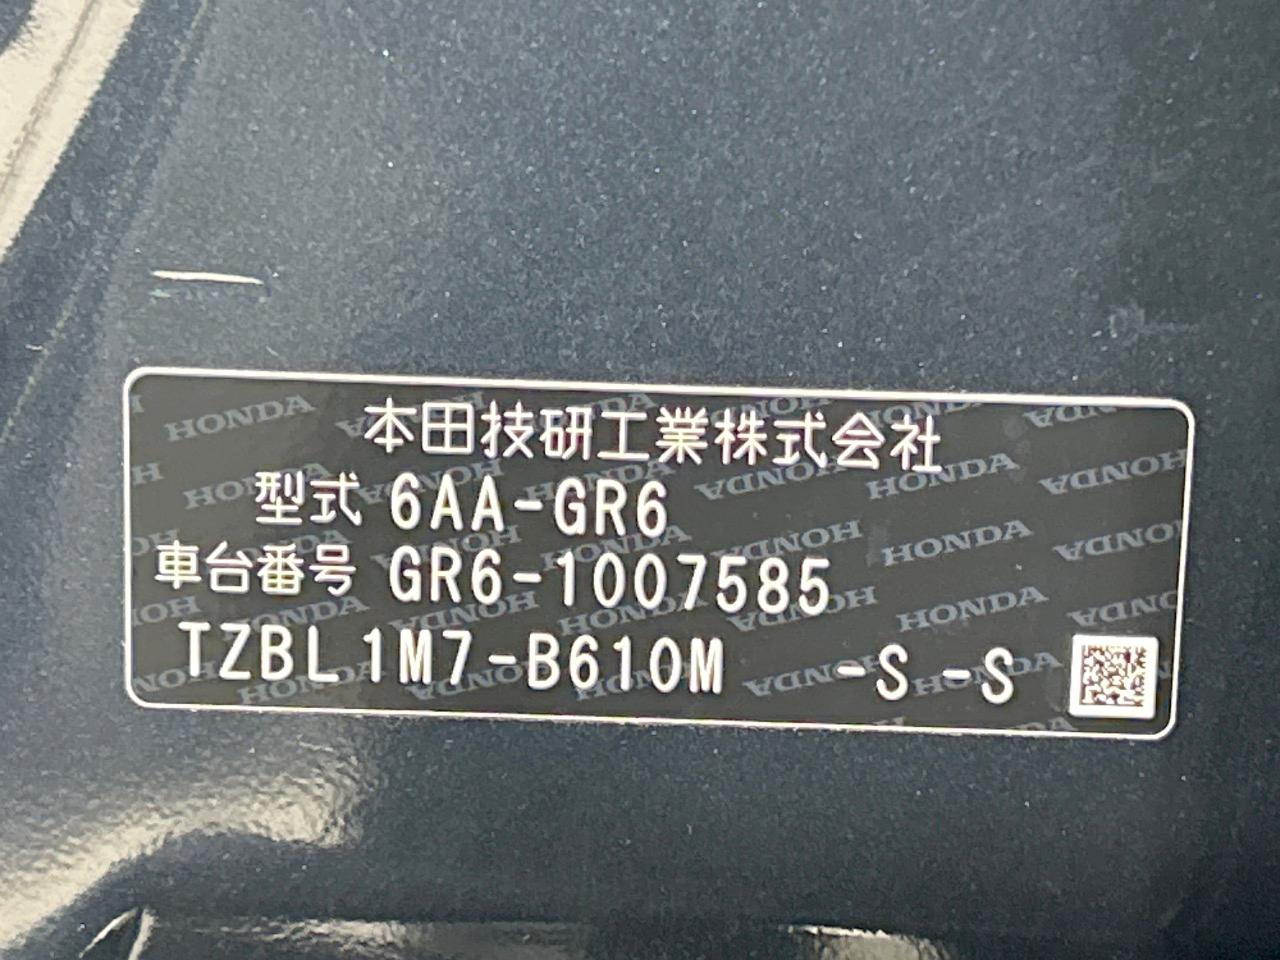 本田技研工業株式会社
型式 6AA-GR6
車台番号 GR6-1007585
TZBL1M7-B610M -S -S
HONDA